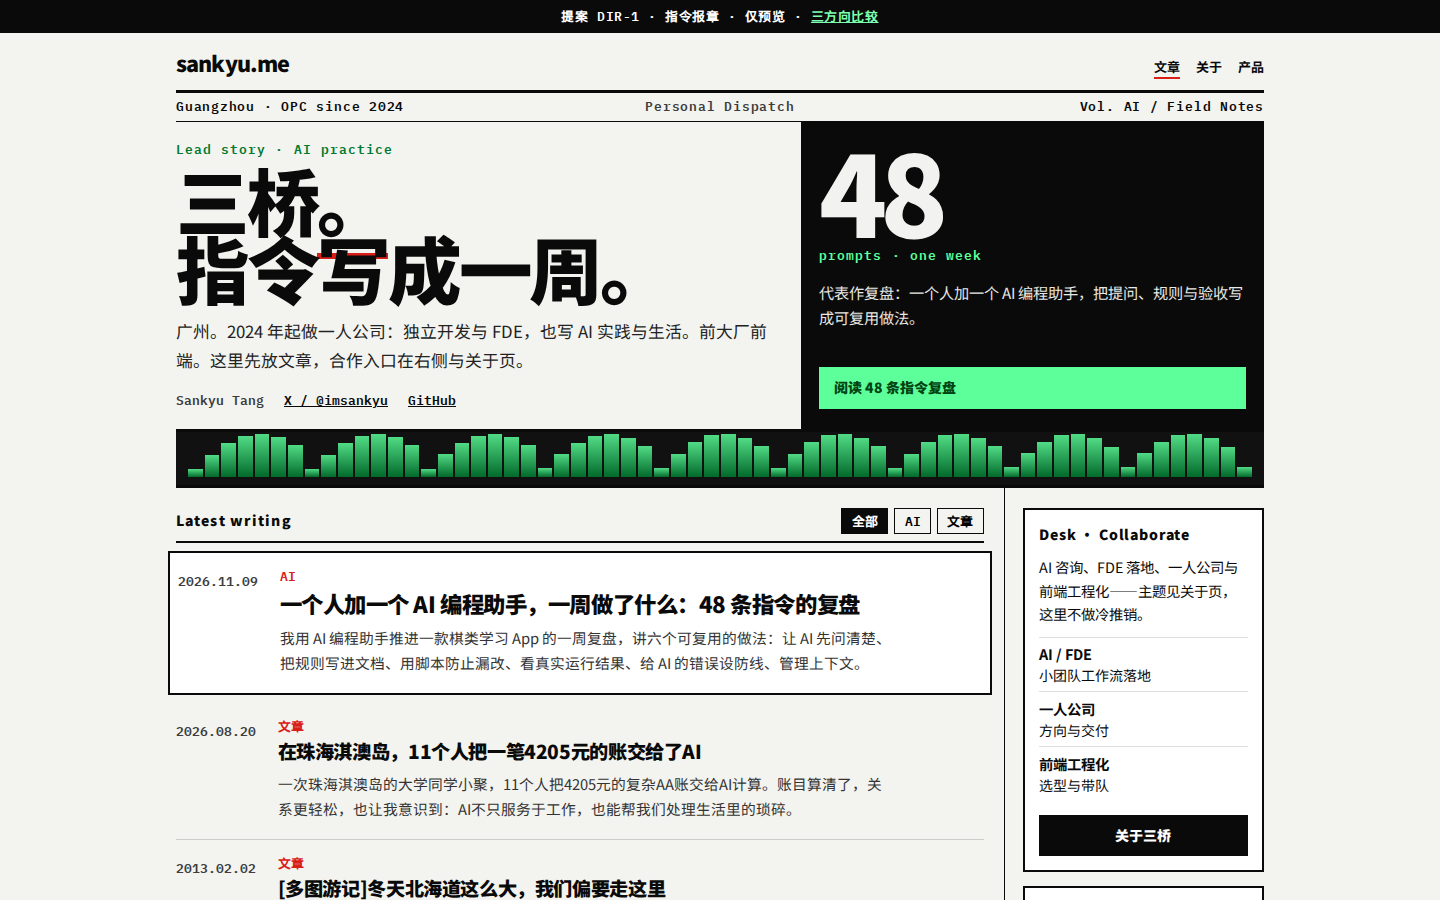 提案 DIR-1 · 指令报章 · 仅预览 · 三方向比较
sankyu.me
文章 关于 产品
Guangzhou · OPC since 2024
Personal Dispatch
Vol. AI / Field Notes
Lead story · AI practice
三桥。
指令写成一周。
广州。2024 年起做一人公司：独立开发与 FDE，也写 AI 实践与生活。前大厂前
端。这里先放文章，合作入口在右侧与关于页。
Sankyu Tang X / @imsankyu GitHub
48
prompts · one week
代表作复盘：一个人加一个 AI 编程助手，把提问、规则与验收写
成可复用做法。
阅读 48 条指令复盘
Latest writing
全部 AI 文章
2026.11.09
AI
一个人加一个 AI 编程助手，一周做了什么：48 条指令的复盘
我用 AI 编程助手推进一款棋类学习 App 的一周复盘，讲六个可复用的做法：让 AI 先问清楚、
把规则写进文档、用脚本防止漏改、看真实运行结果、给 AI 的错误设防线、管理上下文。
2026.08.20
文章
在珠海淇澳岛，11个人把一笔4205元的账交给了AI
一次珠海淇澳岛的大学同学小聚，11个人把4205元的复杂AA账交给AI计算。账目算清了，关
系更轻松，也让我意识到：AI不只服务于工作，也能帮我们处理生活里的琐碎。
2013.02.02
文章
[多图游记]冬天北海道这么大，我们偏要走这里
Desk · Collaborate
AI 咨询、FDE 落地、一人公司与
前端工程化——主题见关于页，
这里不做冷推销。
AI / FDE
小团队工作流落地
一人公司
方向与交付
前端工程化
选型与带队
关于三桥